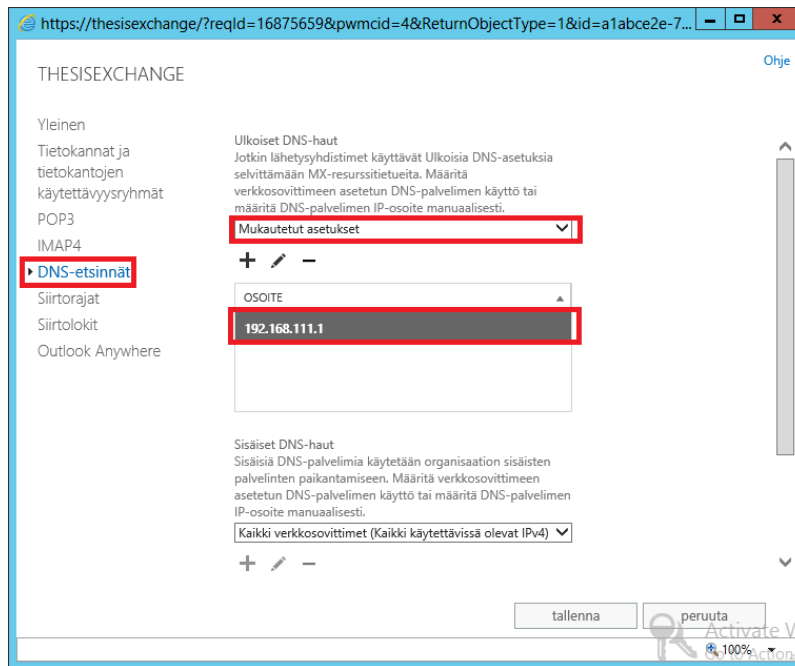 https://thesisexchange/?reqId=16875659&pwmcid=4&ReturnObjectType=1&id=a1abce2e-7...
Ohje
THESISEXCHANGE
Yleinen
Tietokannat ja
tietokantojen
käytettävyysryhmät
POP3
IMAP4
DNS-etsinnät
Siirtorajat
Siirtolokit
Outlook Anywhere
Ulkoiset DNS-haut
Jotkin lähetysyhdistimet käyttävät Ulkoisia DNS-asetuksia
selvittämään MX-resurssitietueita. Määritä
verkkosovittimeen asetetun DNS-palvelimen käyttö tai
määritä DNS-palvelimen IP-osoite manuaalisesti.
Mukautetut asetukset
OSOITE
192.168.111.1
Sisäiset DNS-haut
Sisäisiä DNS-palvelimia käytetään organisaation sisäisten
palvelinten paikantamiseen. Määritä verkkosovittimeen
asetetun DNS-palvelimen käyttö tai määritä DNS-palvelimen
IP-osoite manuaalisesti.
Kaikki verkkosovittimet (Kaikki käytettävissä olevat IPv4)
tallenna
peruuta
Activate W
Go to Action
100%